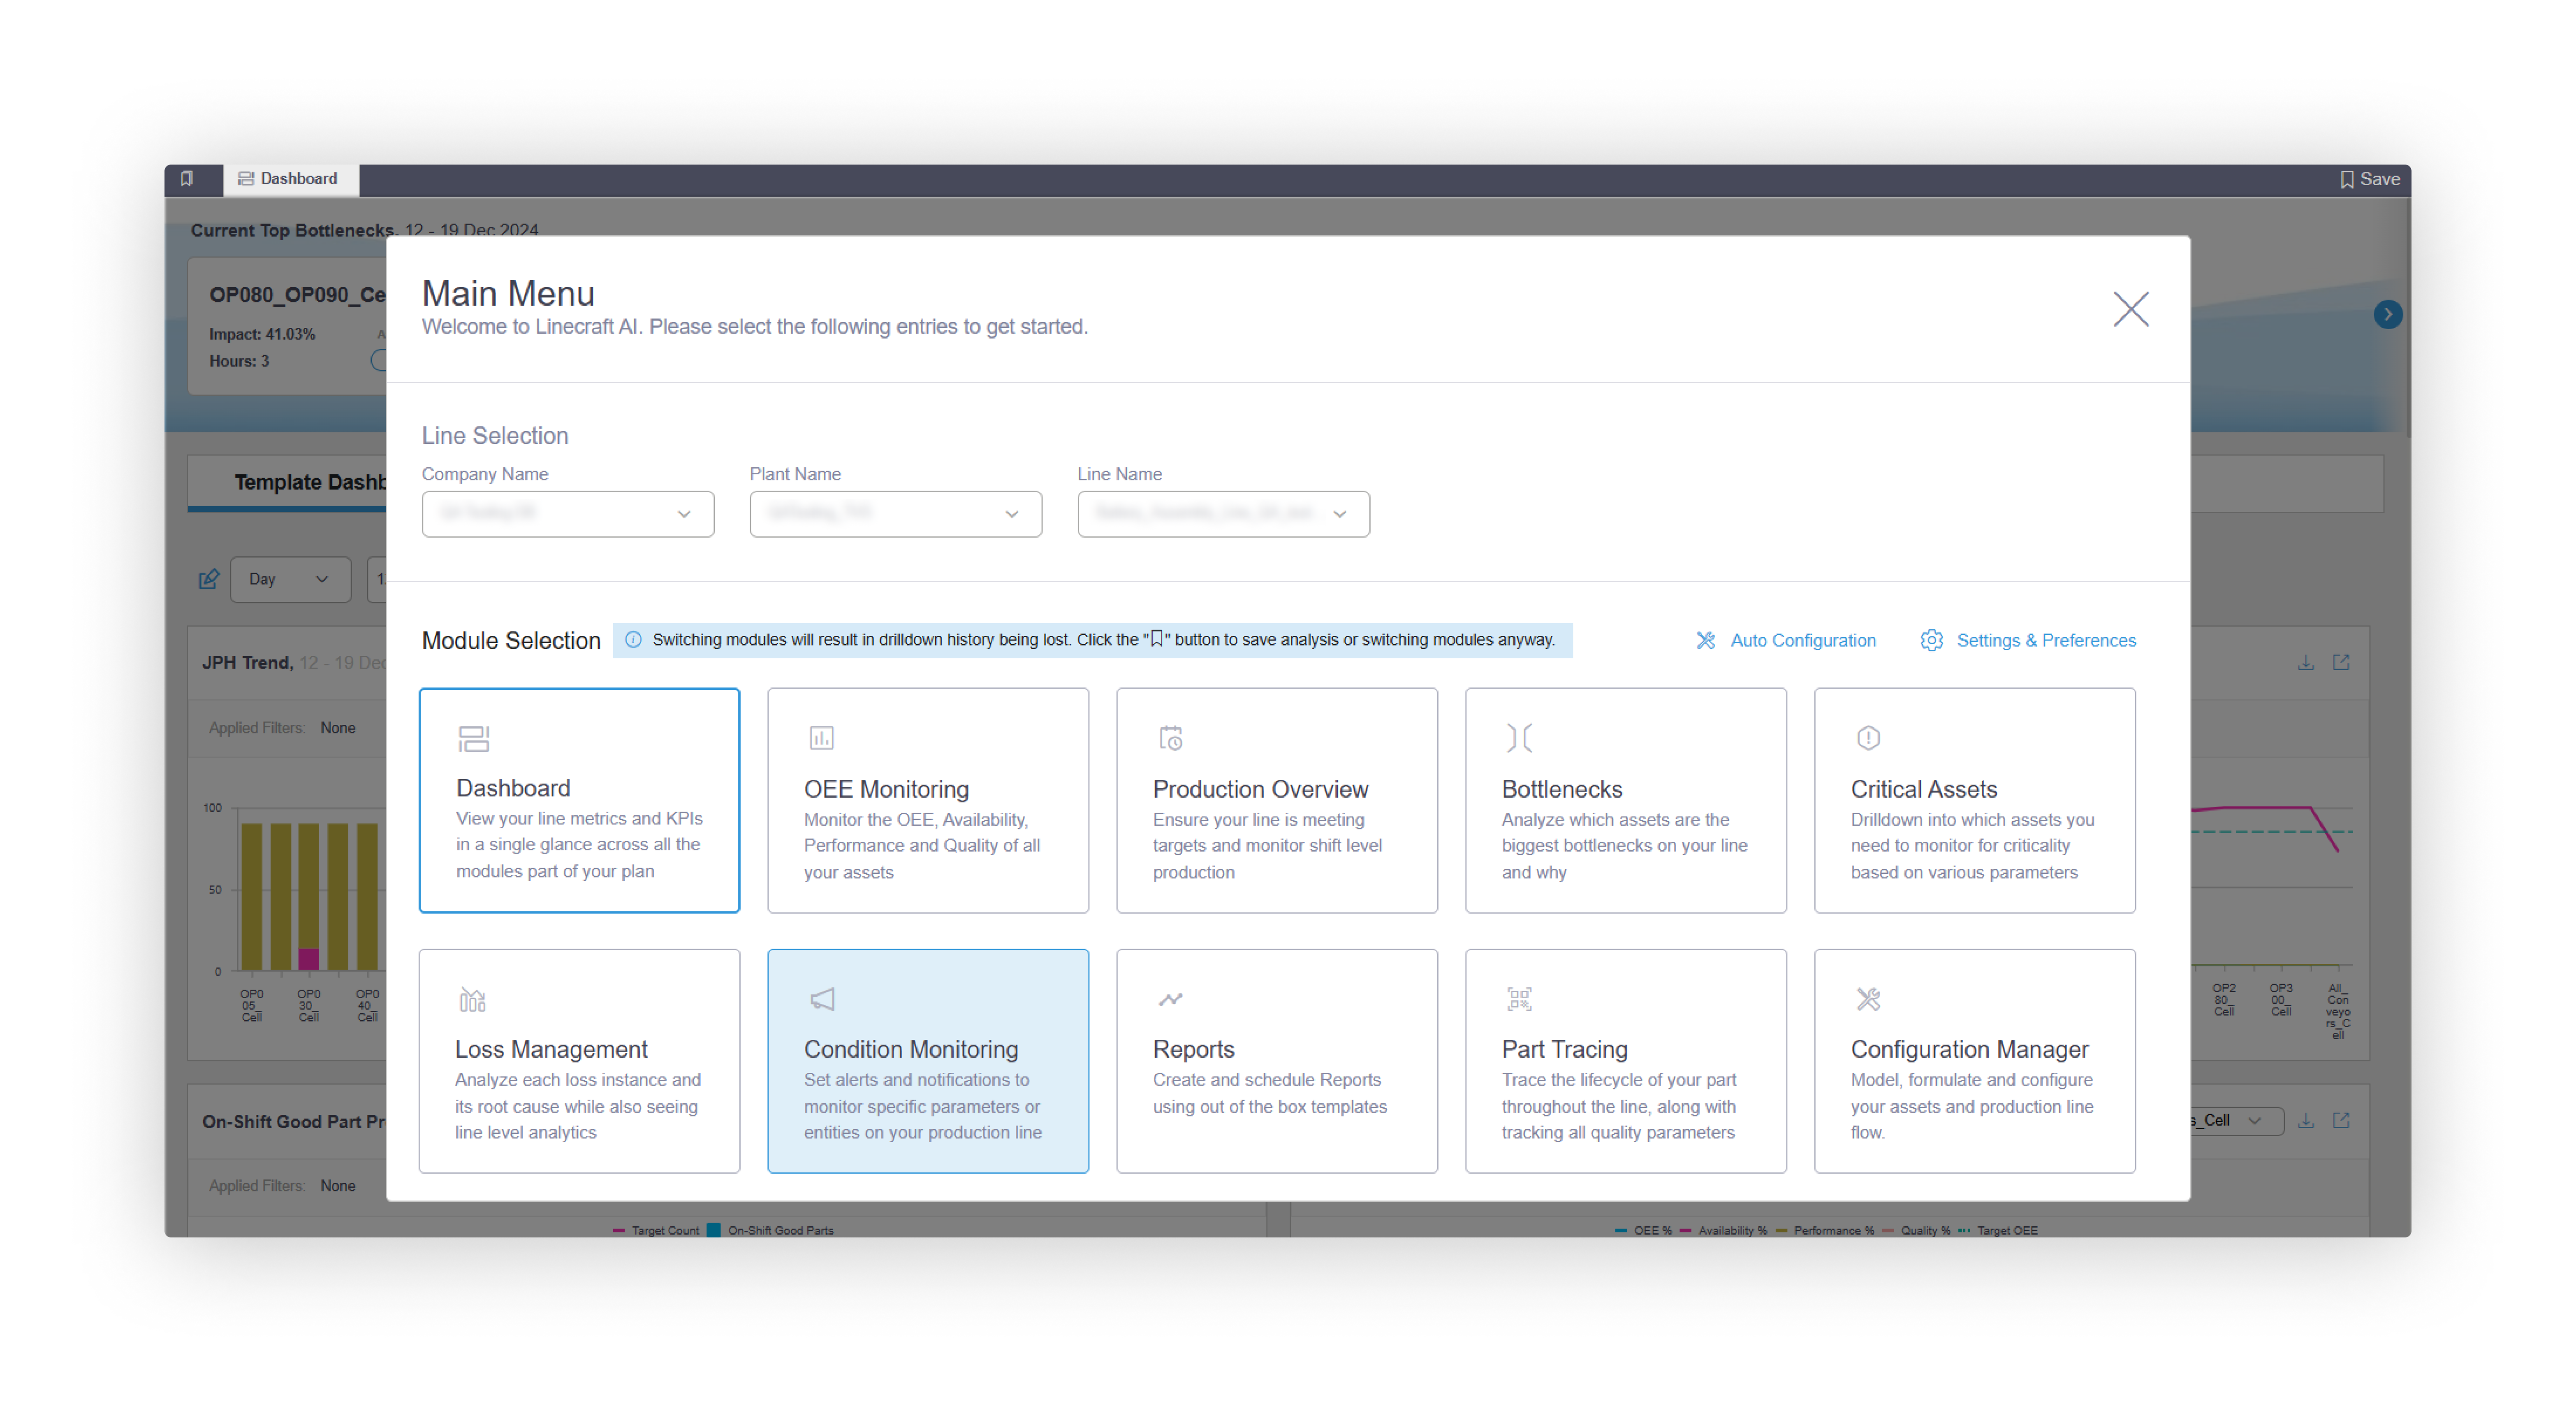 Dashboard
Save
Current Top Bottlenecks, 12 - 19 Dec 2024
OP080_OP090_Ce
Impact: 41.03%
A
Hours: 3
Main Menu
Welcome to Linecraft AI. Please select the following entries to get started.
Line Selection
Company Name
Plant Name
Line Name
Template Dashb
Day
1
Module Selection
Switching modules will result in drilldown history being lost. Click the "" button to save analysis or switching modules anyway.
Auto Configuration
Settings & Preferences
JPH Trend, 12 - 19 Dec
Applied Filters: None
100
50
0
OP0
05_
Cell
OP0
30_
Cell
OP0
40_
Cell
Dashboard
View your line metrics and KPIs
in a single glance across all the
modules part of your plan
OEE Monitoring
Monitor the OEE, Availability,
Performance and Quality of all
your assets
Production Overview
Ensure your line is meeting
targets and monitor shift level
production
Bottlenecks
Analyze which assets are the
biggest bottlenecks on your line
and why
Critical Assets
Drilldown into which assets you
need to monitor for criticality
based on various parameters
Loss Management
Analyze each loss instance and
its root cause while also seeing
line level analytics
Condition Monitoring
Set alerts and notifications to
monitor specific parameters or
entities on your production line
Reports
Create and schedule Reports
using out of the box templates
Part Tracing
Trace the lifecycle of your part
throughout the line, along with
tracking all quality parameters
Configuration Manager
Model, formulate and configure
your assets and production line
flow.
OP2
80_
Cell
OP3
00_
Cell
All_
Con
veyo
rs_C
ell
On-Shift Good Part Pr
s_Cell
Applied Filters: None
Target Count
On-Shift Good Parts
OEE %
Availability %
Performance %
Quality %
Target OEE